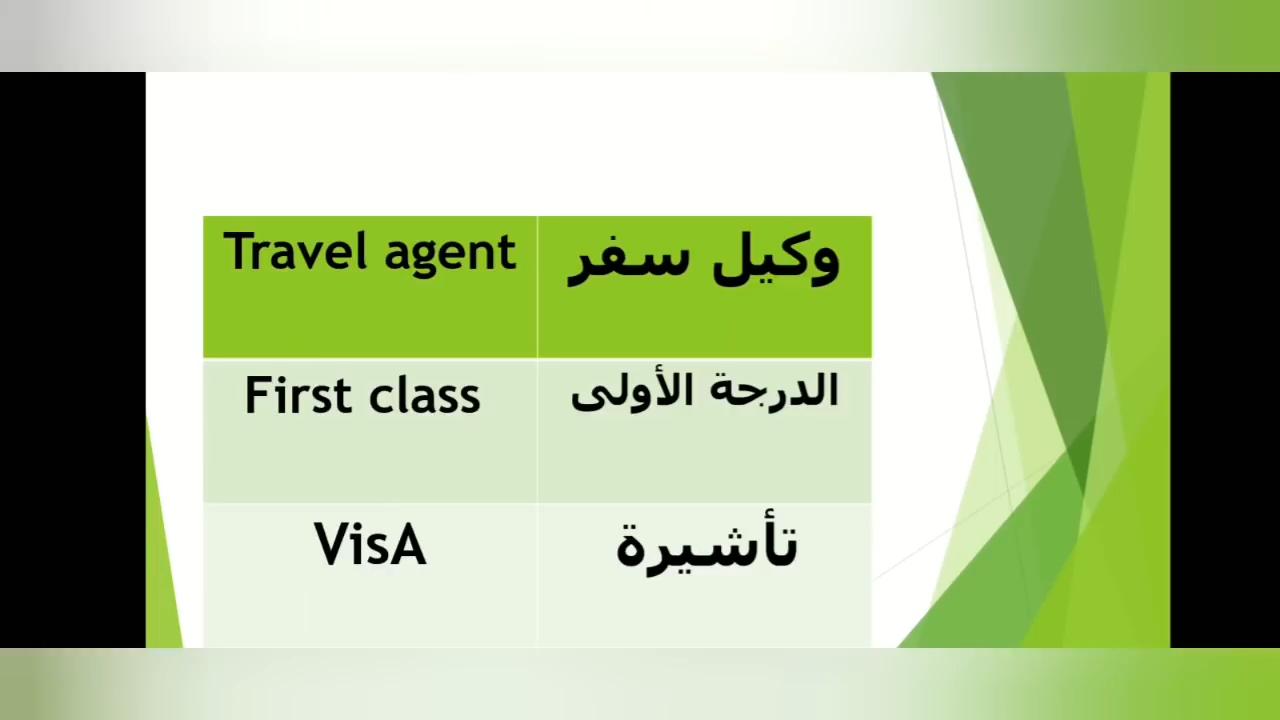 Travel agent وكيل سفر
First class الدرجة الأولى
VisA تأشيرة